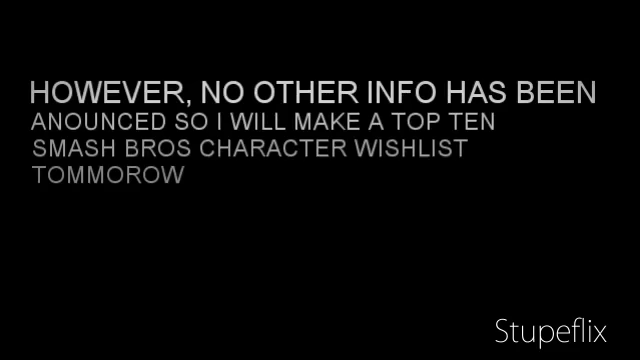 HOWEVER, NO OTHER INFO HAS BEEN
ANOUNCED SO I WILL MAKE A TOP TEN
SMASH BROS CHARACTER WISHLIST
TOMMOROW
Stupeflix